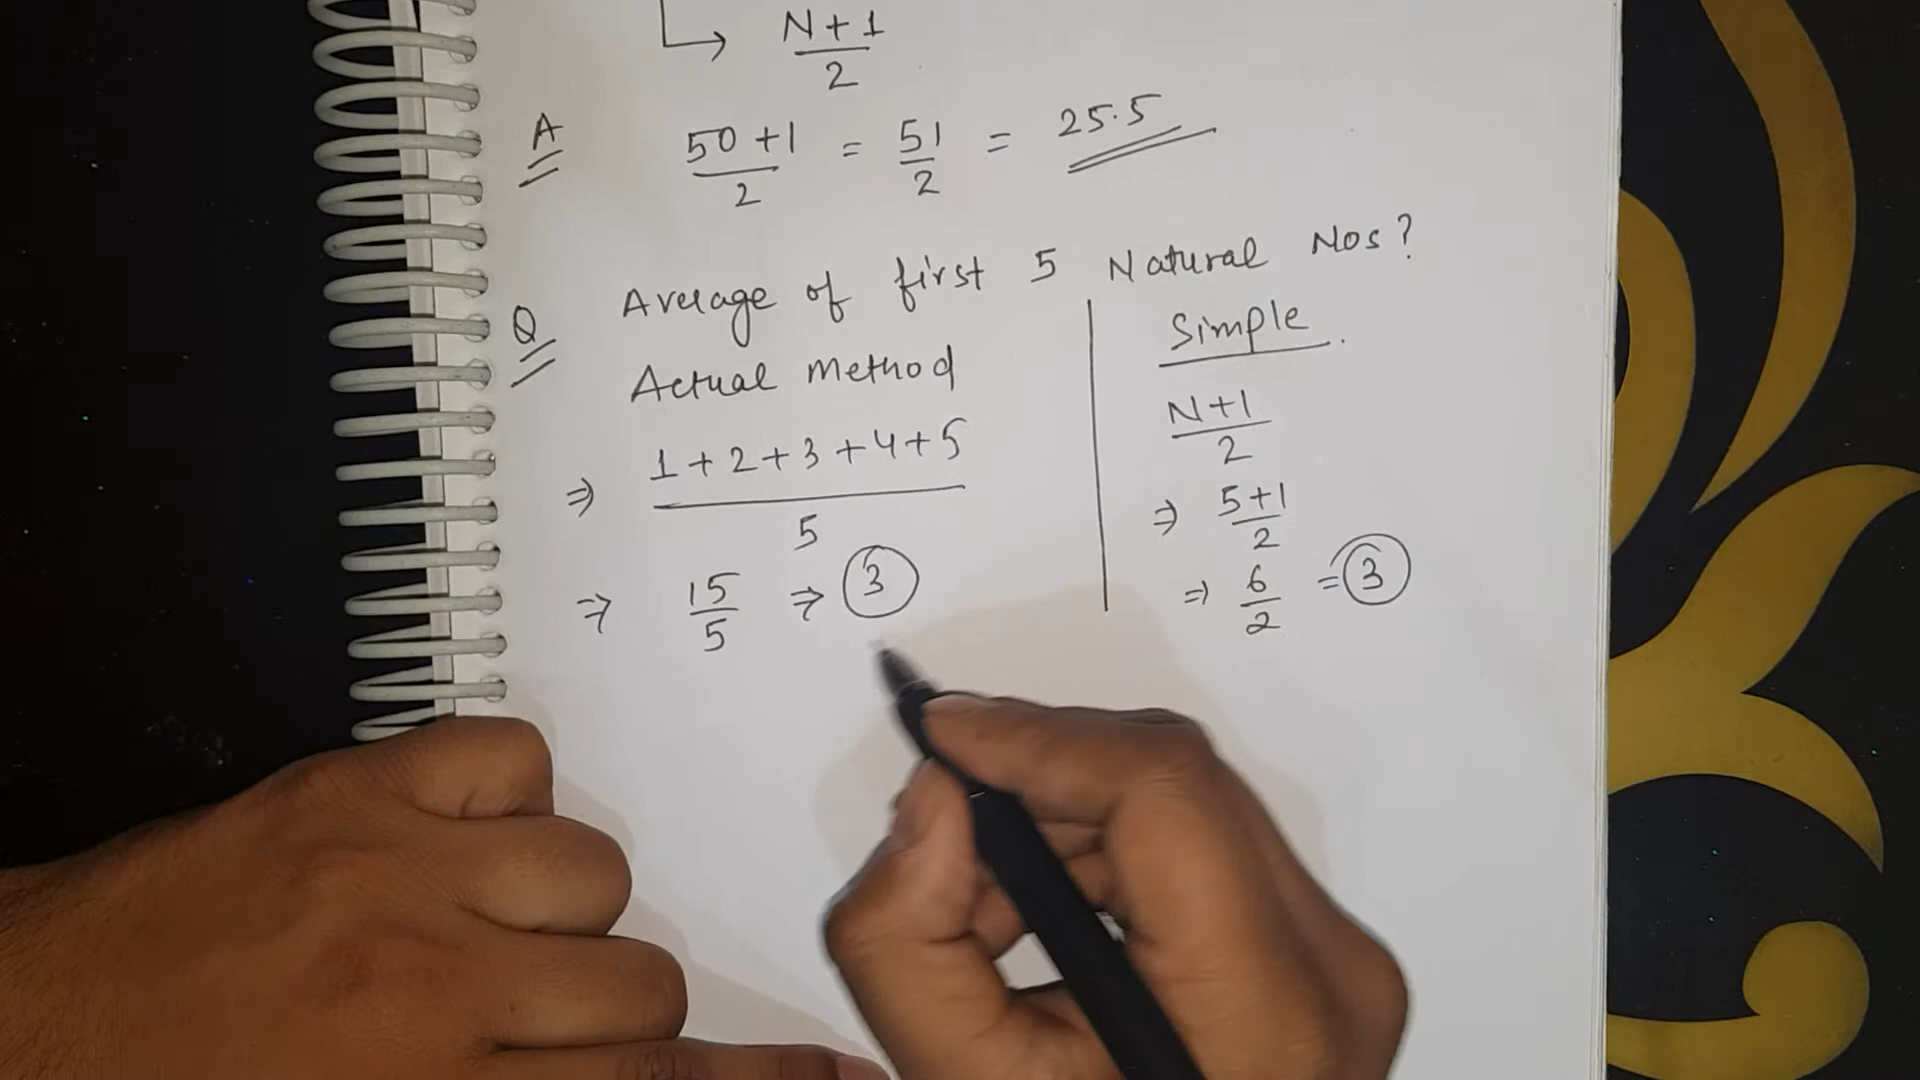 ↳ N+1/2
A 50+1/2 = 51/2 = 25.5
Q Average of first 5 Natural Nos?
Actual Method
⇒ 1+2+3+4+5/5
⇒ 15/5 ⇒ 3
Simple.
N+1/2
⇒ 5+1/2
⇒ 6/2 = 3